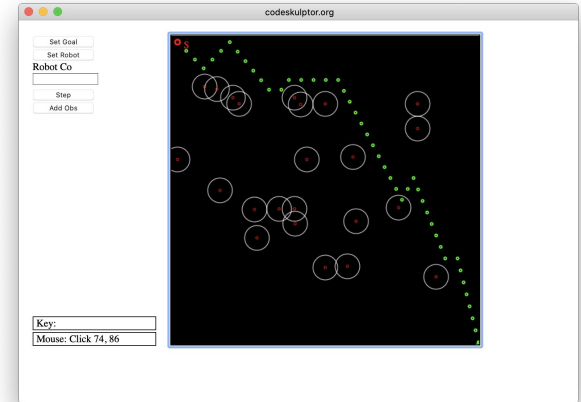 codeskulptor.org
Set Goal
Set Robot
Robot Co
Step
Add Obs
S
Key:
Mouse: Click 74, 86